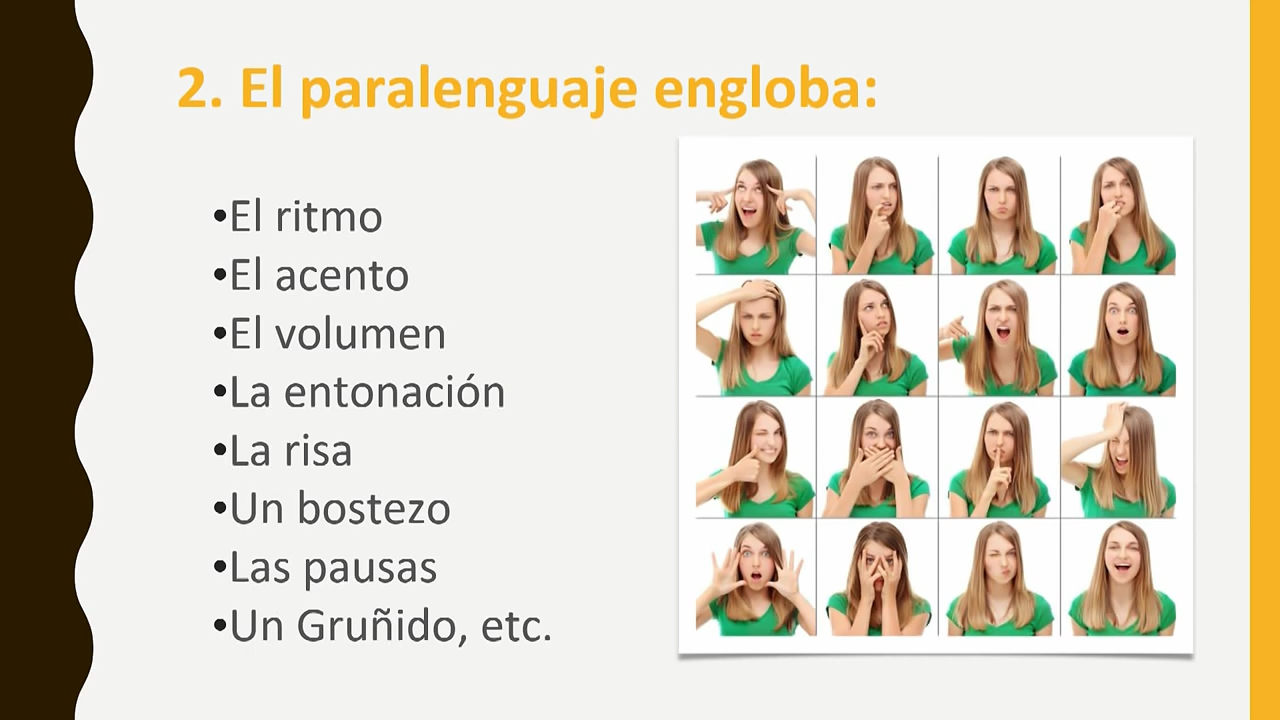 2. El paralenguaje engloba:
•El ritmo
•El acento
•El volumen
•La entonación
•La risa
•Un bostezo
•Las pausas
•Un Gruñido, etc.